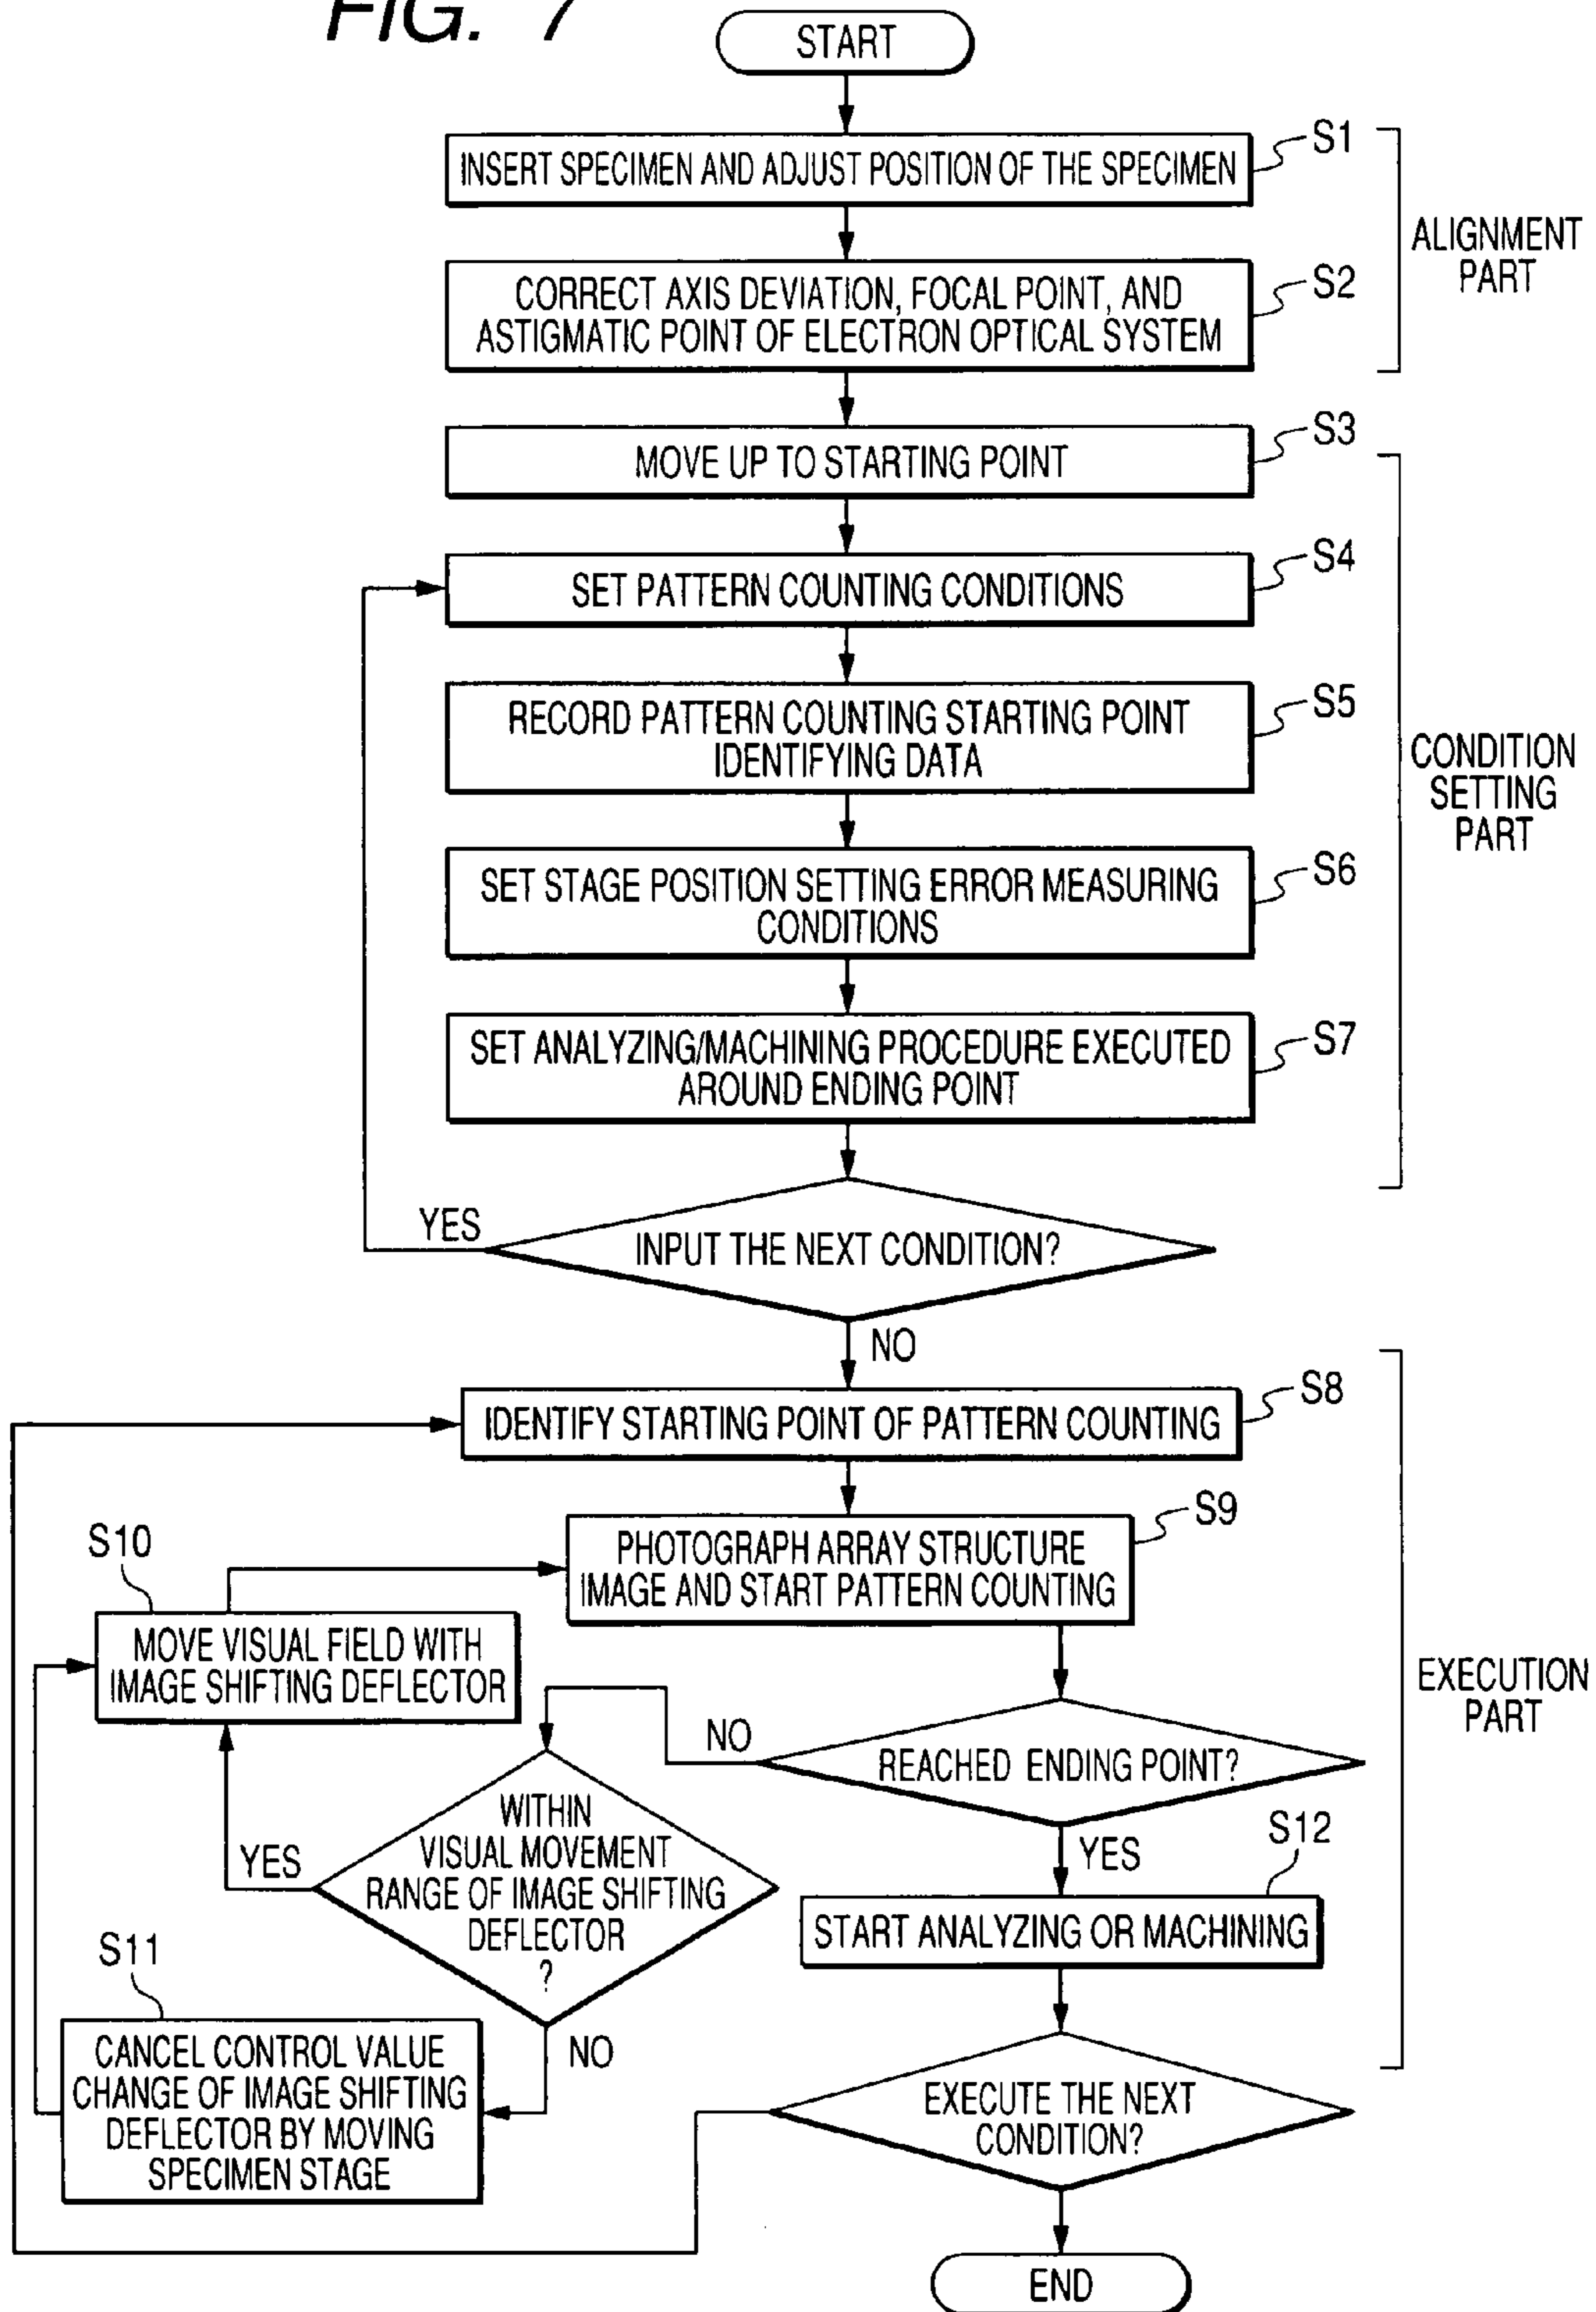 FIG. 7
START
S1
INSERT SPECIMEN AND ADJUST POSITION OF THE SPECIMEN
ALIGNMENT
PART
S2
CORRECT AXIS DEVIATION, FOCAL POINT, AND
ASTIGMATIC POINT OF ELECTRON OPTICAL SYSTEM
S3
MOVE UP TO STARTING POINT
S4
SET PATTERN COUNTING CONDITIONS
S5
RECORD PATTERN COUNTING STARTING POINT
IDENTIFYING DATA
CONDITION
SETTING
PART
S6
SET STAGE POSITION SETTING ERROR MEASURING
CONDITIONS
S7
SET ANALYZING/MACHINING PROCEDURE EXECUTED
AROUND ENDING POINT
YES
INPUT THE NEXT CONDITION?
NO
S8
IDENTIFY STARTING POINT OF PATTERN COUNTING
S9
PHOTOGRAPH ARRAY STRUCTURE
IMAGE AND START PATTERN COUNTING
S10
MOVE VISUAL FIELD WITH
IMAGE SHIFTING DEFLECTOR
EXECUTION
PART
NO
REACHED ENDING POINT?
WITHIN
VISUAL MOVEMENT
RANGE OF IMAGE SHIFTING
DEFLECTOR
?
YES
YES
S12
START ANALYZING OR MACHINING
S11
NO
CANCEL CONTROL VALUE
CHANGE OF IMAGE SHIFTING
DEFLECTOR BY MOVING
SPECIMEN STAGE
EXECUTE THE NEXT
CONDITION?
END